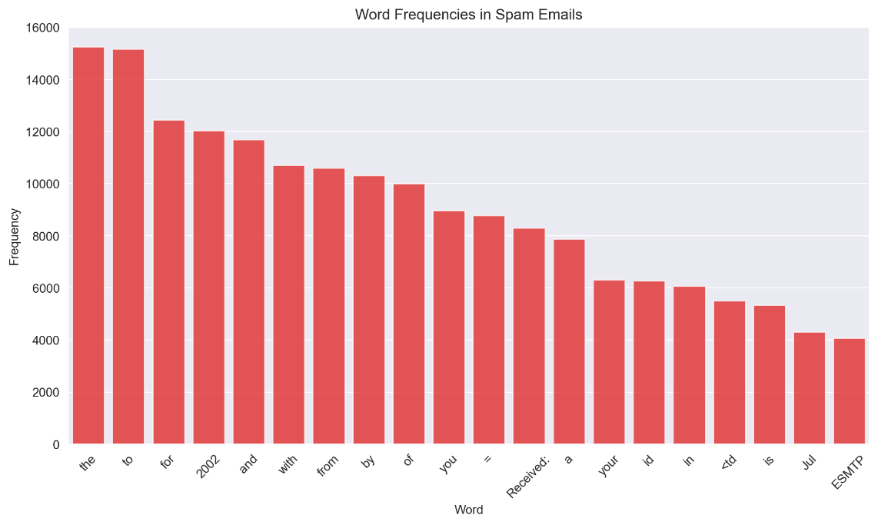 Word Frequencies in Spam Emails
Frequency
16000
14000
12000
10000
8000
6000
4000
2000
0
the to for 2002 and with from by of you = Received: a your id in <td is Jul ESMTP
Word